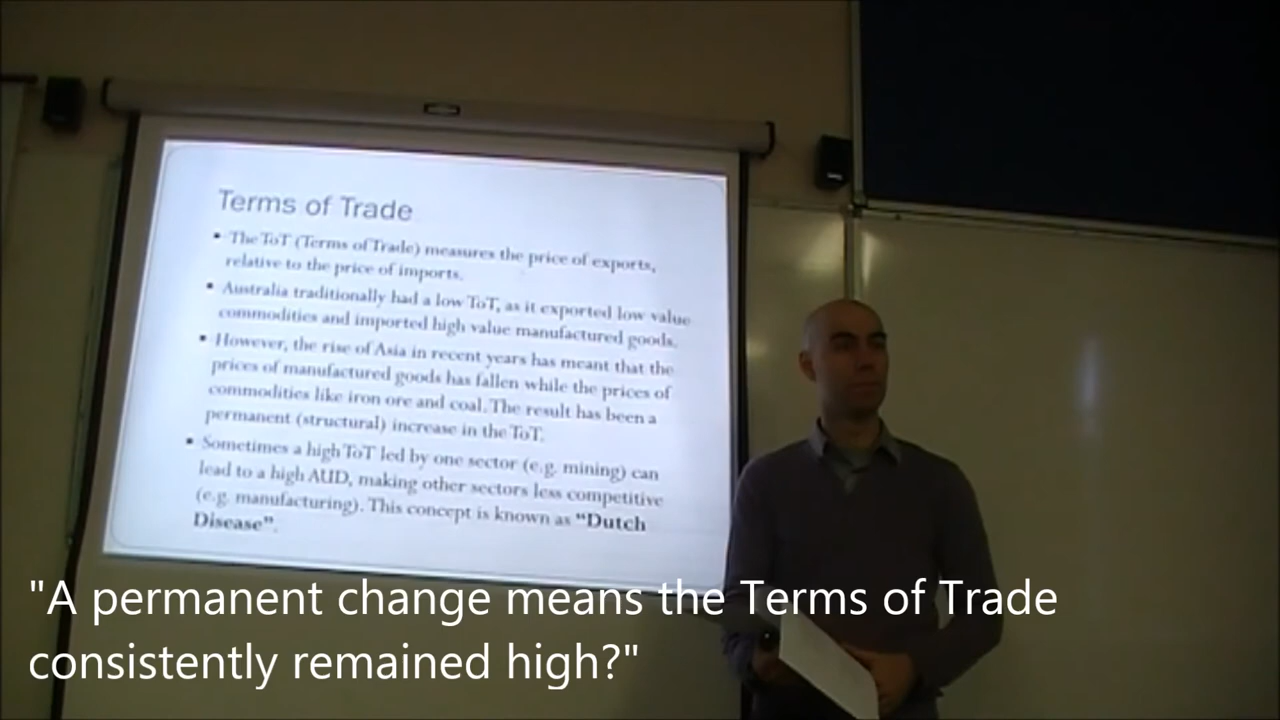 Terms of Trade
• The ToT (Terms of Trade) measures the price of exports,
relative to the price of imports.
• Australia traditionally had a low ToT, as it exported low value
commodities and imported high value manufactured goods.
• However, the rise of Asia in recent years has meant that the
prices of manufactured goods has fallen while the prices of
commodities like iron ore and coal. The result has been a
permanent (structural) increase in the ToT.
• Sometimes a high ToT led by one sector (e.g. mining) can
lead to a high AUD, making other sectors less competitive
(e.g. manufacturing). This concept is known as “Dutch
Disease”.
"A permanent change means the Terms of Trade
consistently remained high?"